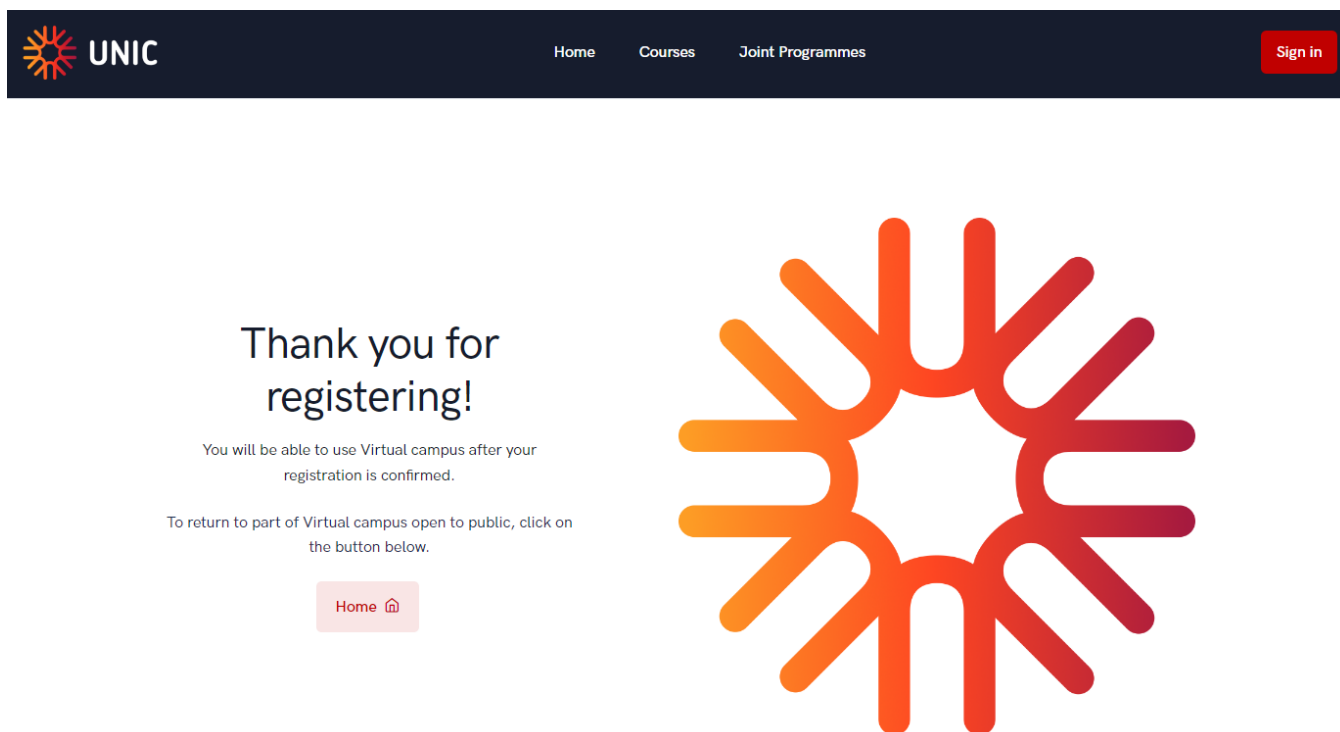 UNIC
Home
Courses
Joint Programmes
Sign in
Thank you for
registering!
You will be able to use Virtual campus after your
registration is confirmed.
To return to part of Virtual campus open to public, click on
the button below.
Home